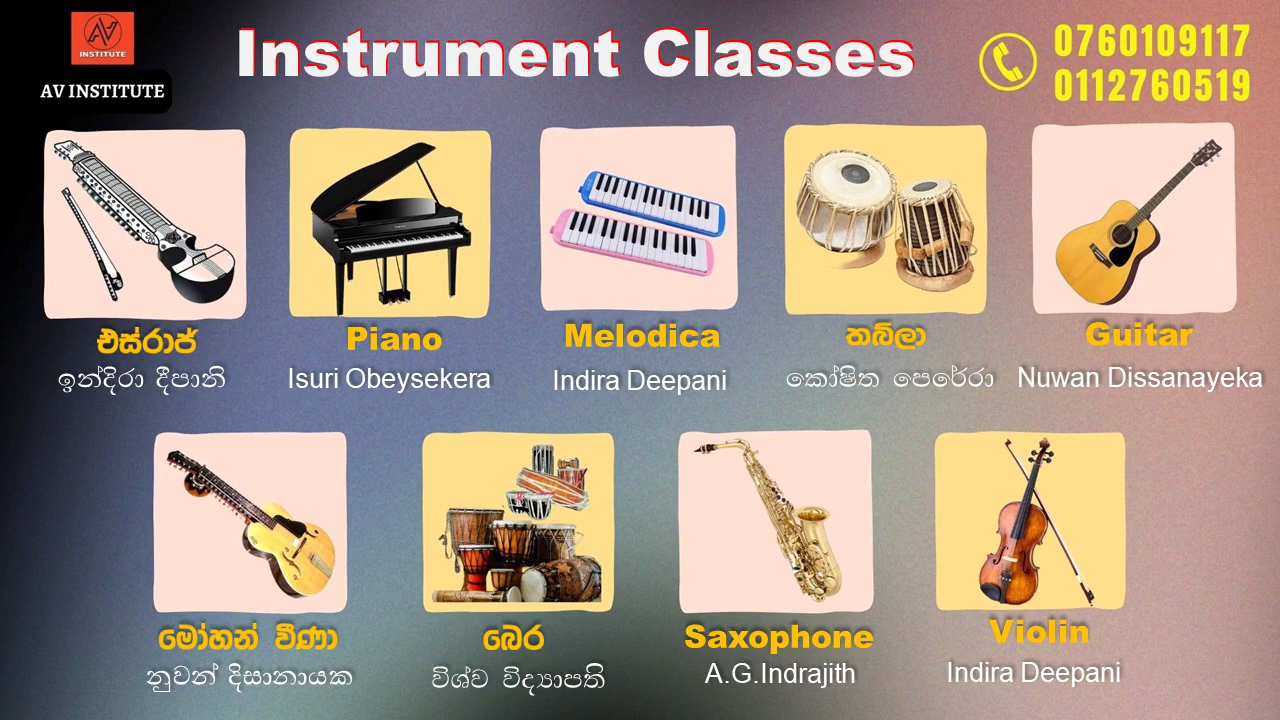 AV
INSTITUTE
AV INSTITUTE
Instrument Classes
0760109117
0112760519
එස්රාජ්
ඉන්දිරා දීපානි
Piano
Isuri Obeysekera
Melodica
Indira Deepani
තබ්ලා
කෝෂිත පෙරේරා
Guitar
Nuwan Dissanayeka
මෝහන් වීණා
නුවන් දිසානායක
බෙර
විශ්ව විද්‍යාපති
Saxophone
A.G.Indrajith
Violin
Indira Deepani